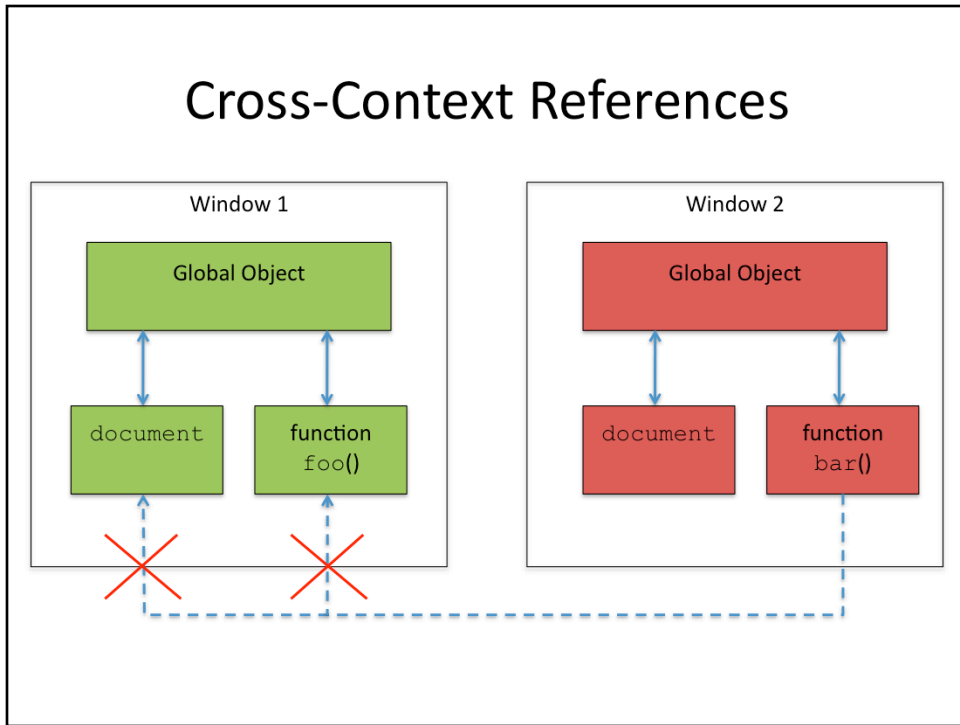 Cross-Context References
Window 1
Global Object
document
function
foo()
Window 2
Global Object
document
function
bar()